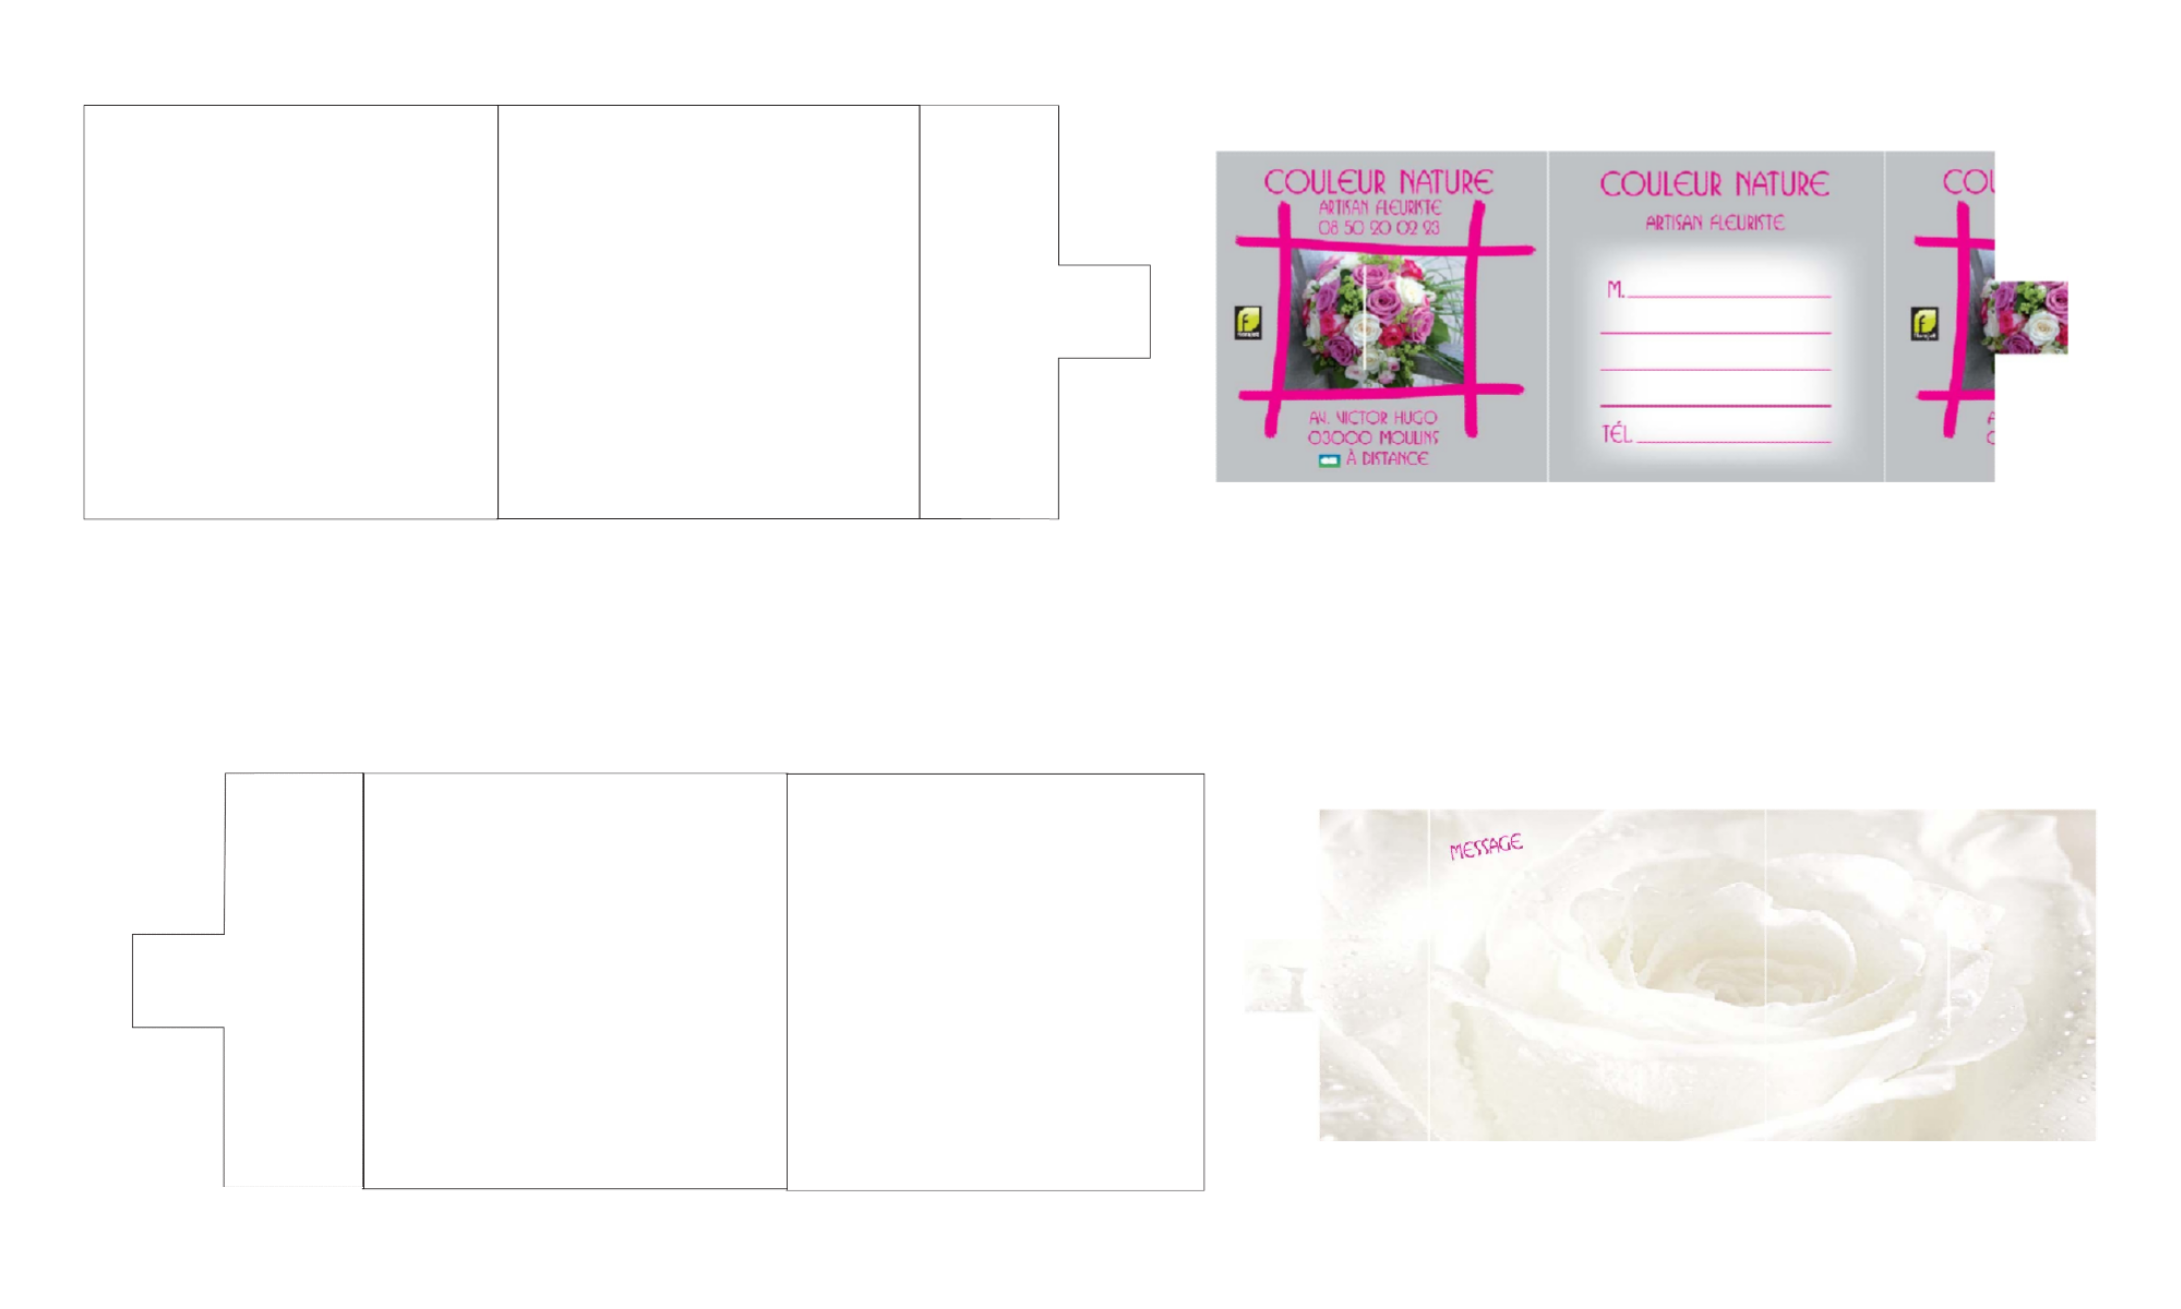 COULEUR NATURE
ARTISAN FLEURISTE
08 50 20 02 23
AV. VICTOR HUGO
03000 MOULINS
À DISTANCE
COULEUR NATURE
ARTISAN FLEURISTE
M.
TÉL.
COU
MESSAGE